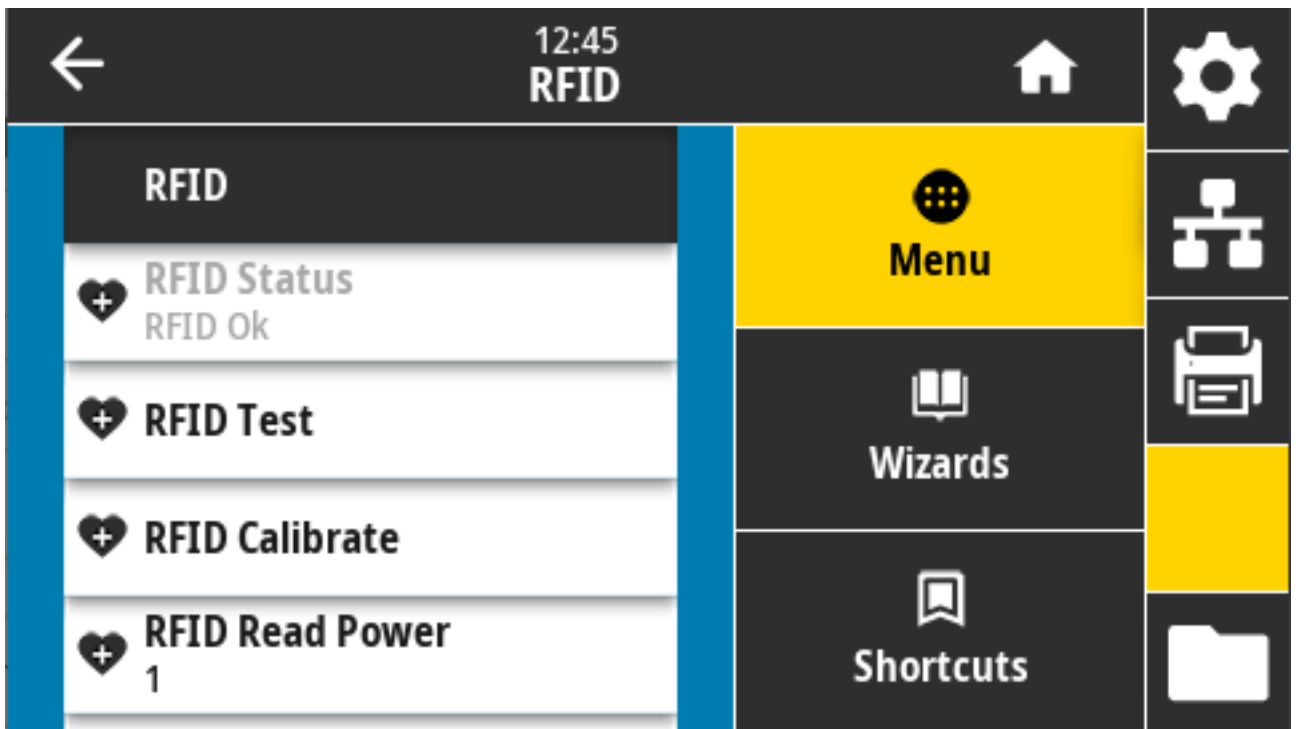 12:45
RFID
RFID
RFID Status
RFID Ok
RFID Test
RFID Calibrate
RFID Read Power
1
Menu
Wizards
Shortcuts